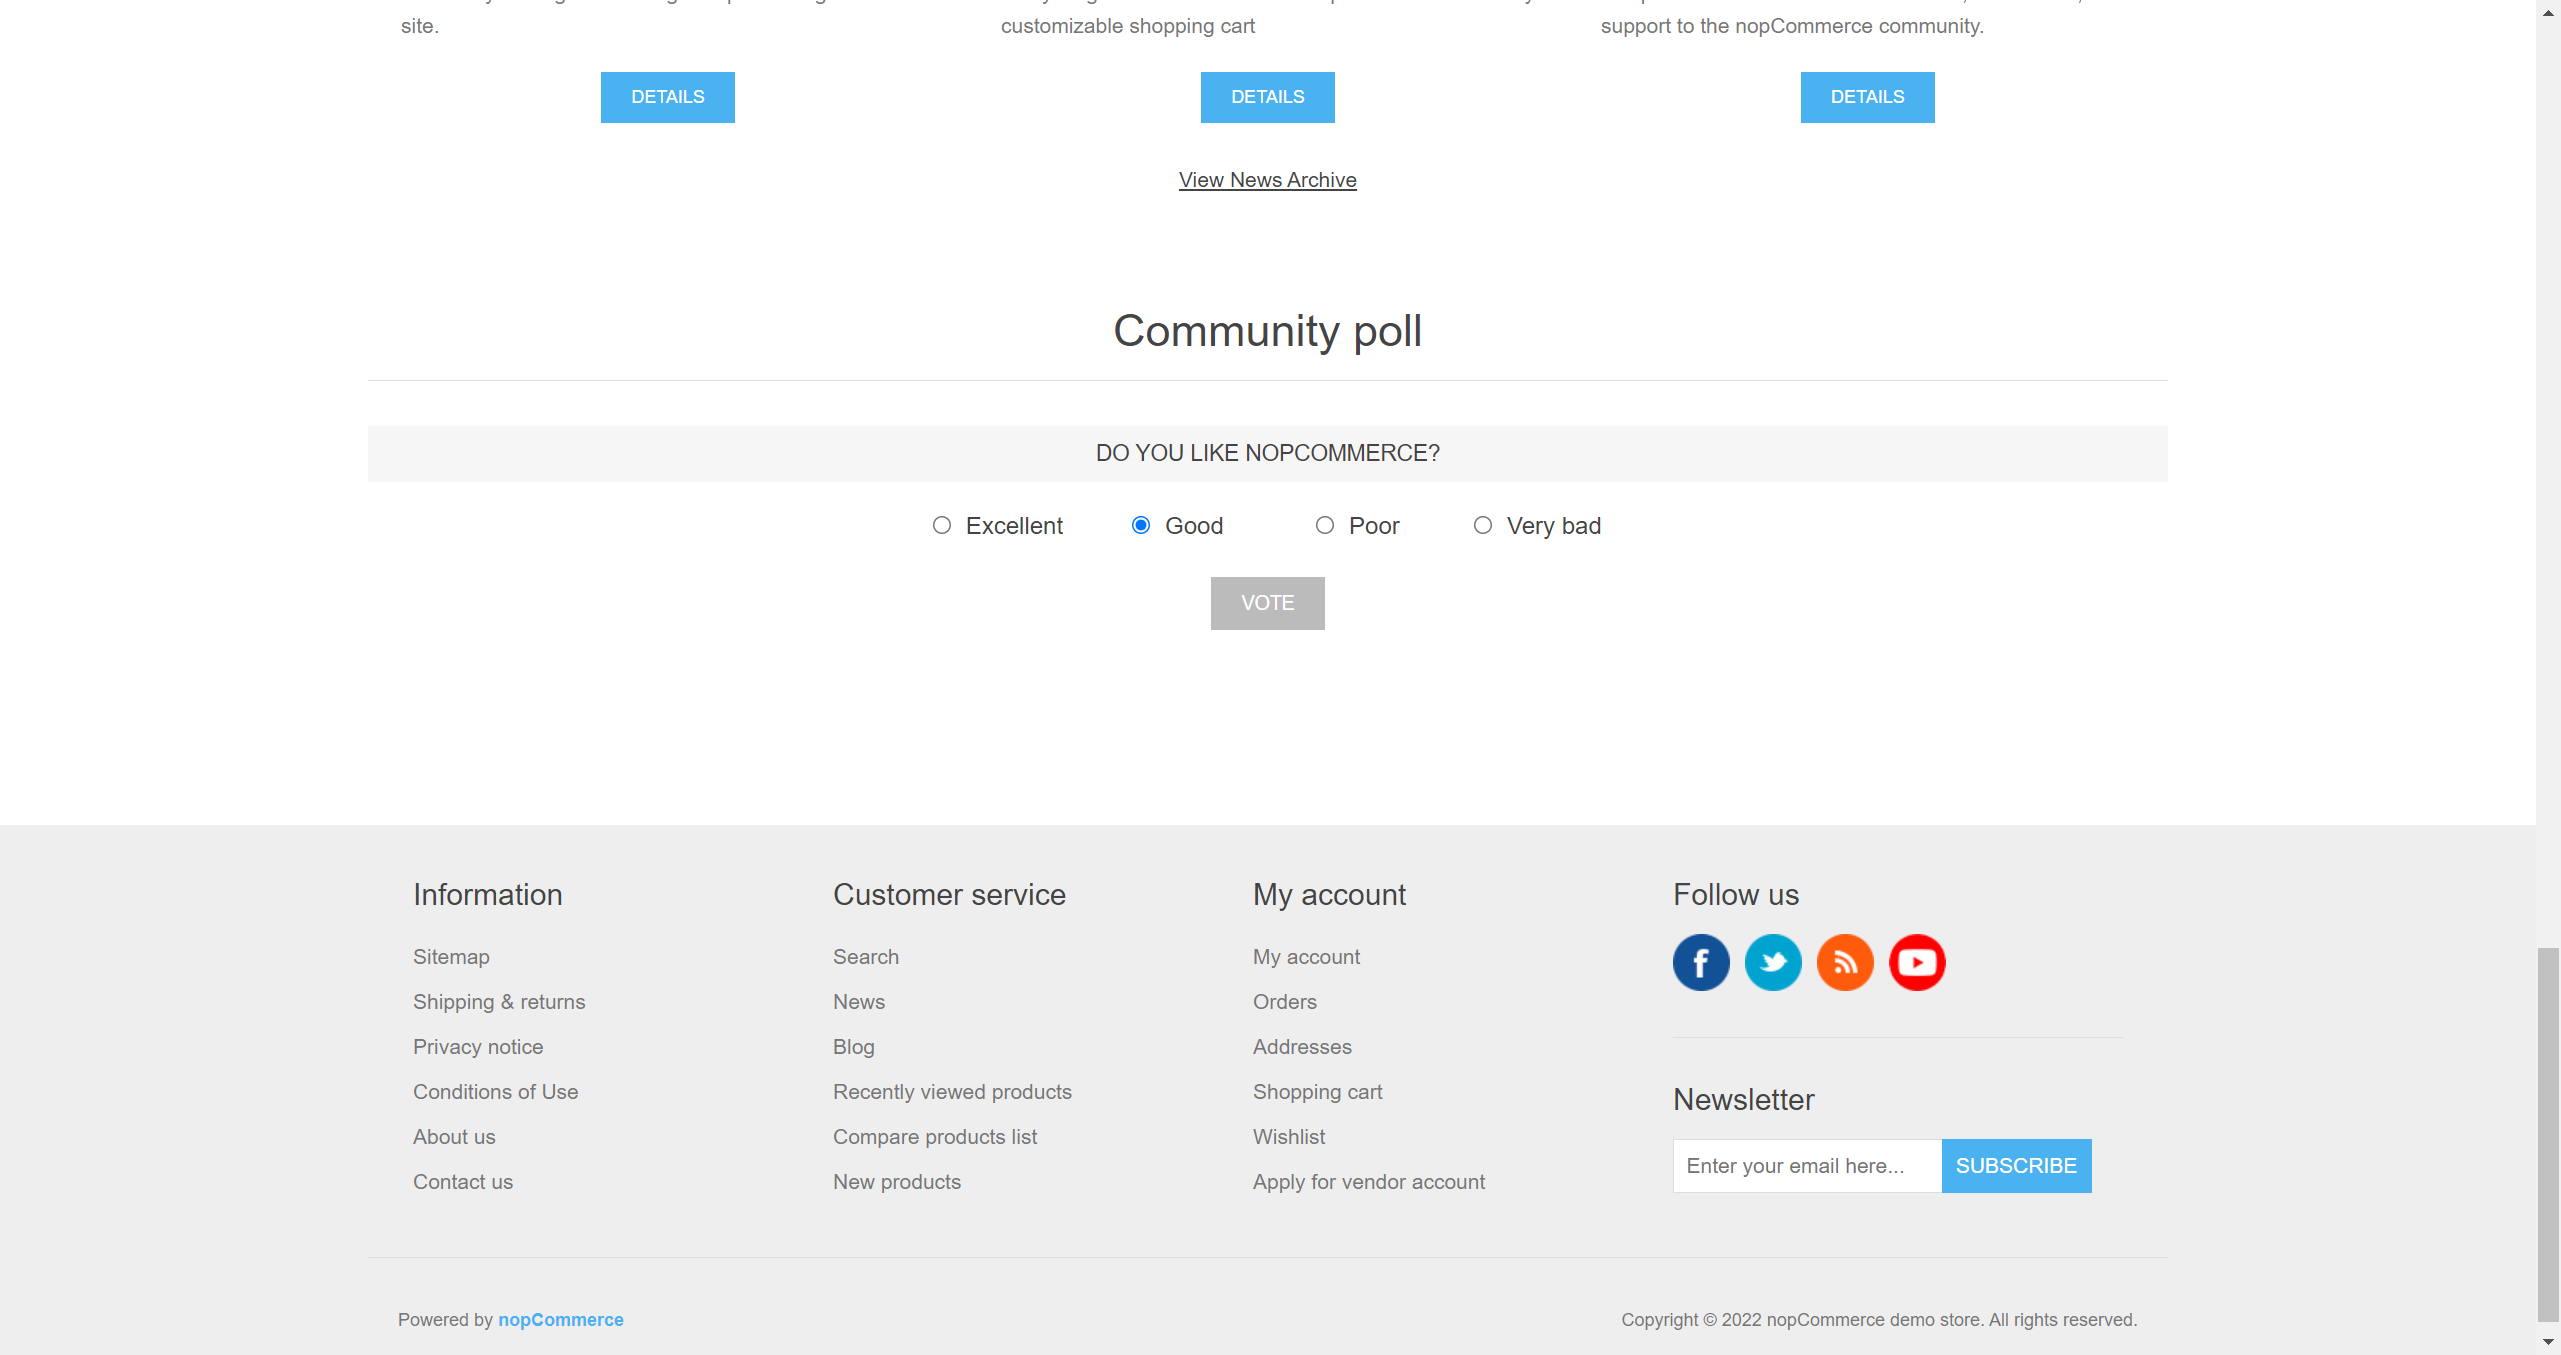 site.
customizable shopping cart
support to the nopCommerce community.
DETAILS
DETAILS
DETAILS
View News Archive
Community poll
DO YOU LIKE NOPCOMMERCE?
Excellent
Good
Poor
Very bad
VOTE
Information
Sitemap
Shipping & returns
Privacy notice
Conditions of Use
About us
Contact us
Customer service
Search
News
Blog
Recently viewed products
Compare products list
New products
My account
My account
Orders
Addresses
Shopping cart
Wishlist
Apply for vendor account
Follow us
Newsletter
Enter your email here...
SUBSCRIBE
Powered by nopCommerce
Copyright © 2022 nopCommerce demo store. All rights reserved.